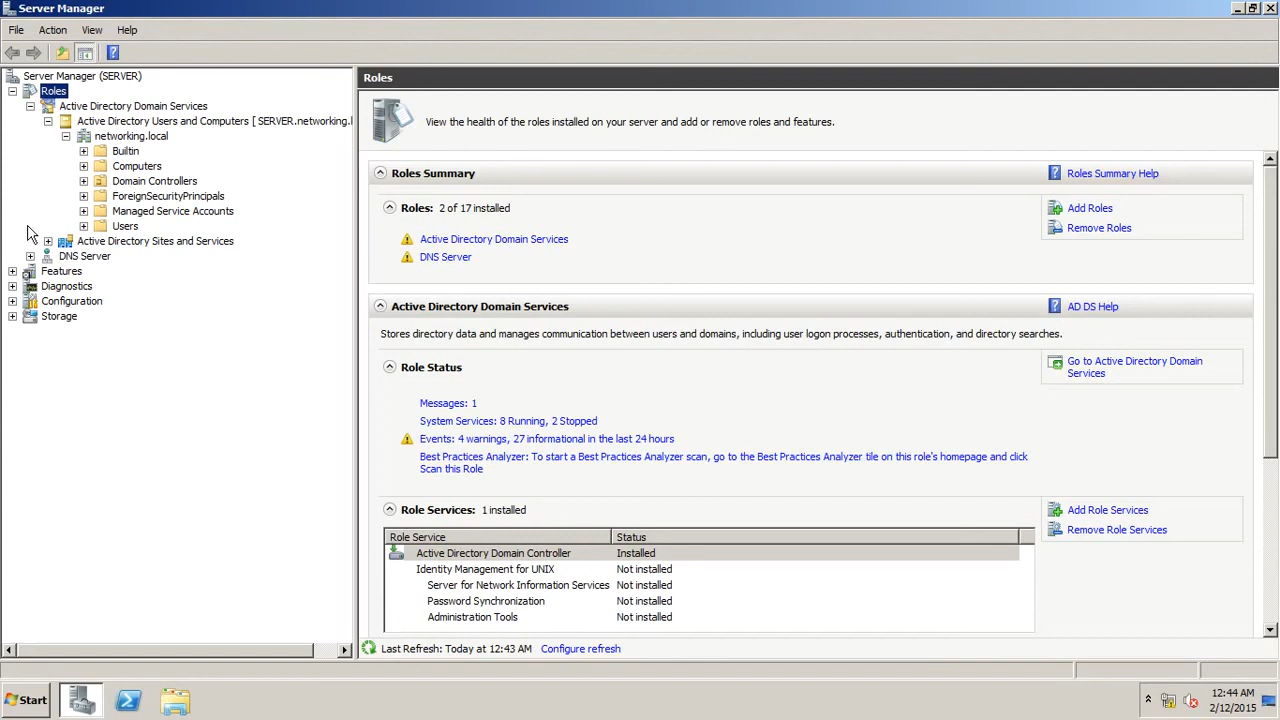 Server Manager
File Action View Help
Server Manager (SERVER)
Roles
Active Directory Domain Services
Active Directory Users and Computers [ SERVER.networking.l
networking.local
Builtin
Computers
Domain Controllers
ForeignSecurityPrincipals
Managed Service Accounts
Users
Active Directory Sites and Services
DNS Server
Features
Diagnostics
Configuration
Storage
Roles
View the health of the roles installed on your server and add or remove roles and features.
Roles Summary
Roles Summary Help
Roles: 2 of 17 installed
Add Roles
Remove Roles
Active Directory Domain Services
DNS Server
Active Directory Domain Services
AD DS Help
Stores directory data and manages communication between users and domains, including user logon processes, authentication, and directory searches.
Role Status
Go to Active Directory Domain
Services
Messages: 1
System Services: 8 Running, 2 Stopped
Events: 4 warnings, 27 informational in the last 24 hours
Best Practices Analyzer: To start a Best Practices Analyzer scan, go to the Best Practices Analyzer tile on this role's homepage and click
Scan this Role
Role Services: 1 installed
Add Role Services
Remove Role Services
Role Service Status
Active Directory Domain Controller Installed
Identity Management for UNIX Not installed
Server for Network Information Services Not installed
Password Synchronization Not installed
Administration Tools Not installed
Last Refresh: Today at 12:43 AM Configure refresh
Start
12:44 AM
2/12/2015